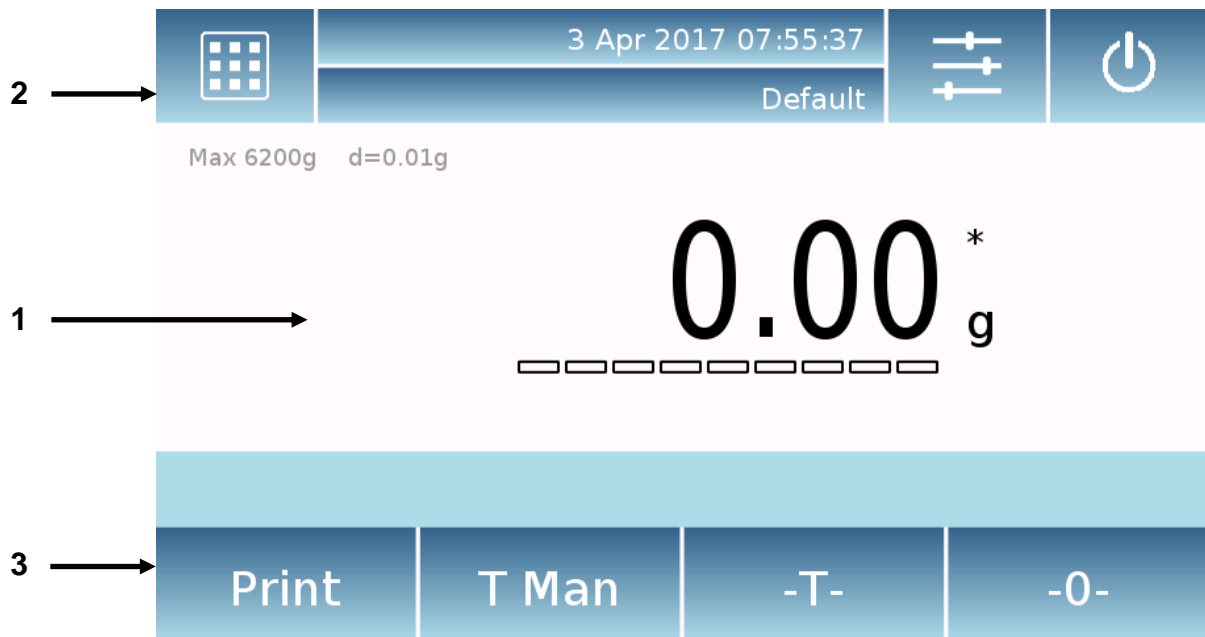 3 Apr 2017 07:55:37
2
Default
Max 6200g d=0.01g
0.00 *
1
g
3
Print T Man -T- -0-